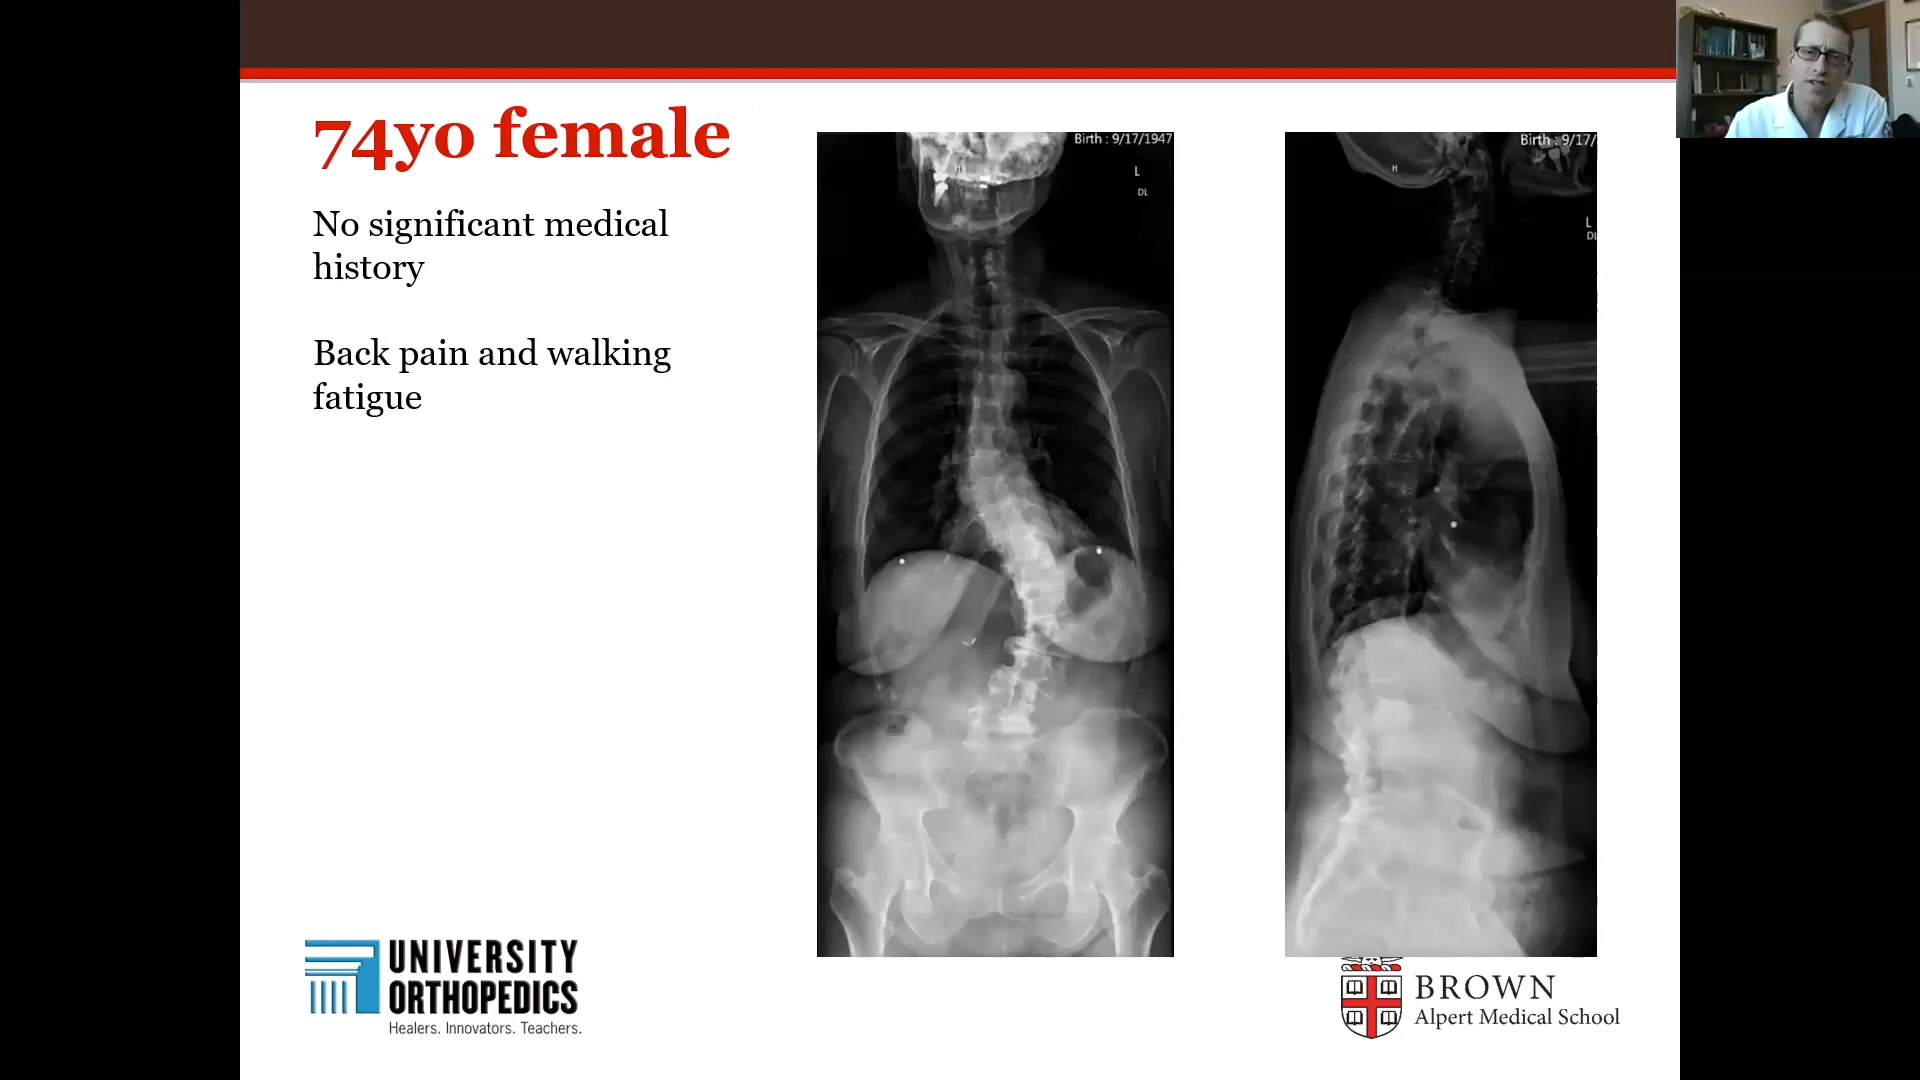 74yo female
No significant medical
history
Back pain and walking
fatigue
Birth : 9/17/1947
H
L
DL
Birth : 9/17/
H
L
DL
UNIVERSITY
ORTHOPEDICS
Healers. Innovators. Teachers.
BROWN
Alpert Medical School